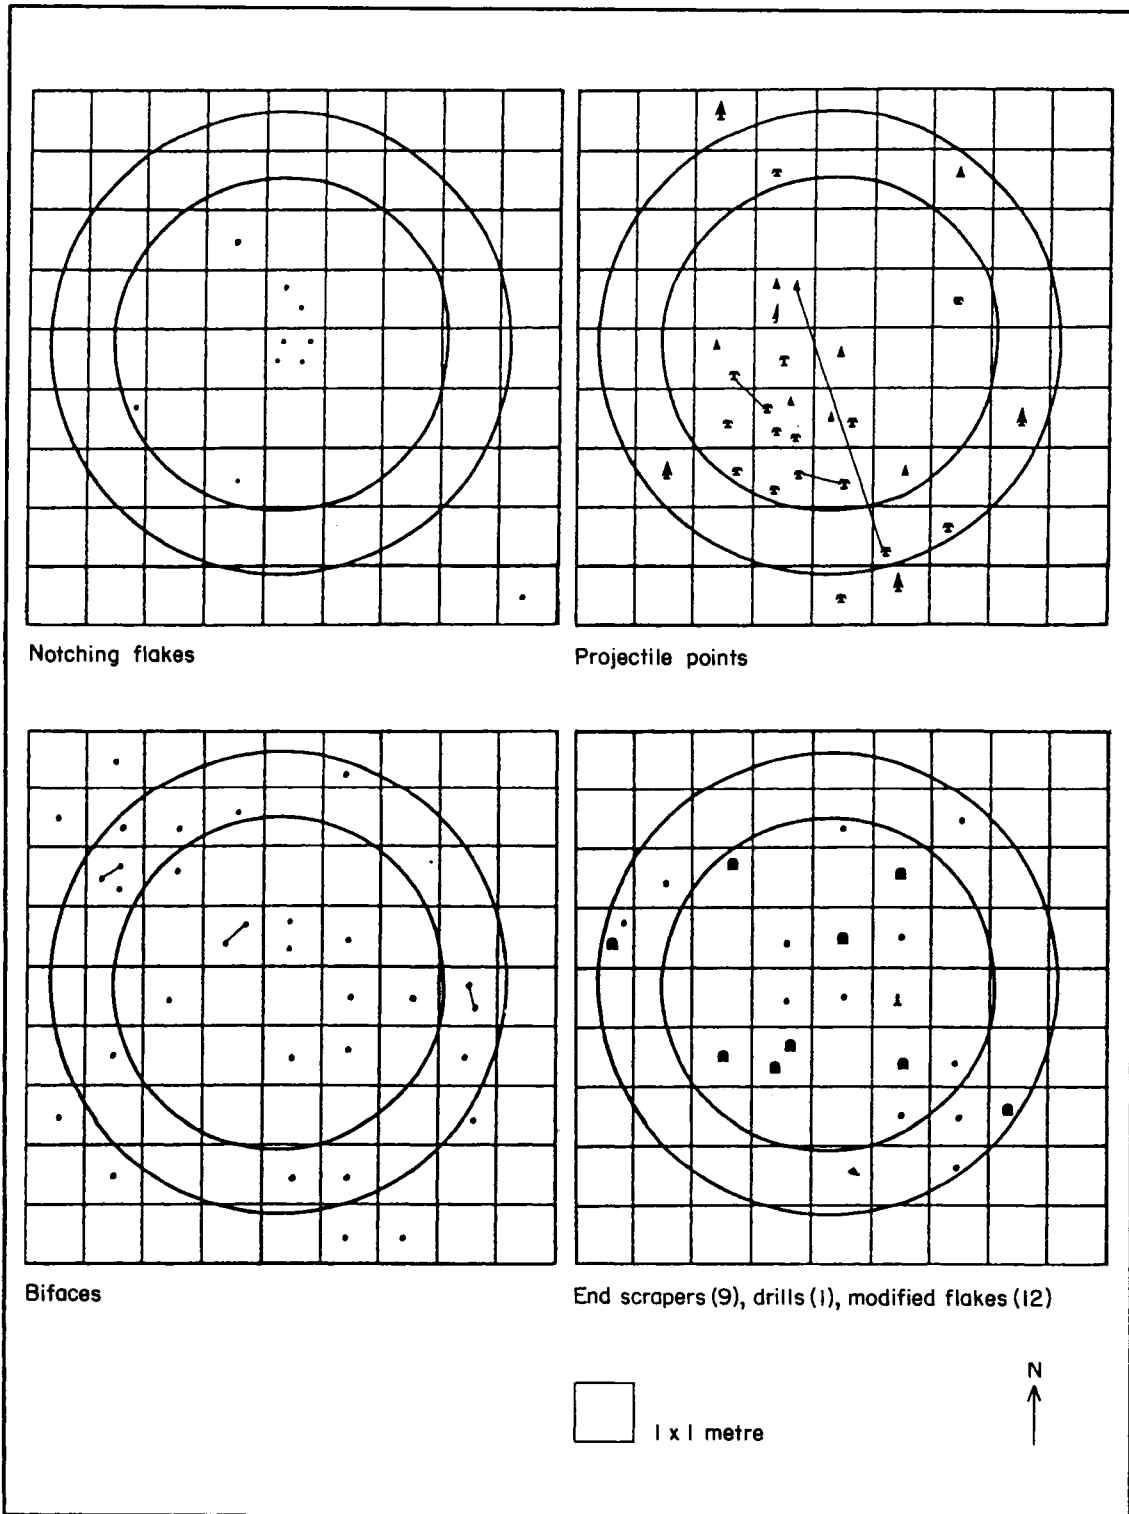 Notching flakes
Projectile points
Bifaces
End scrapers (9), drills (1), modified flakes (12)
N
1 x 1 metre